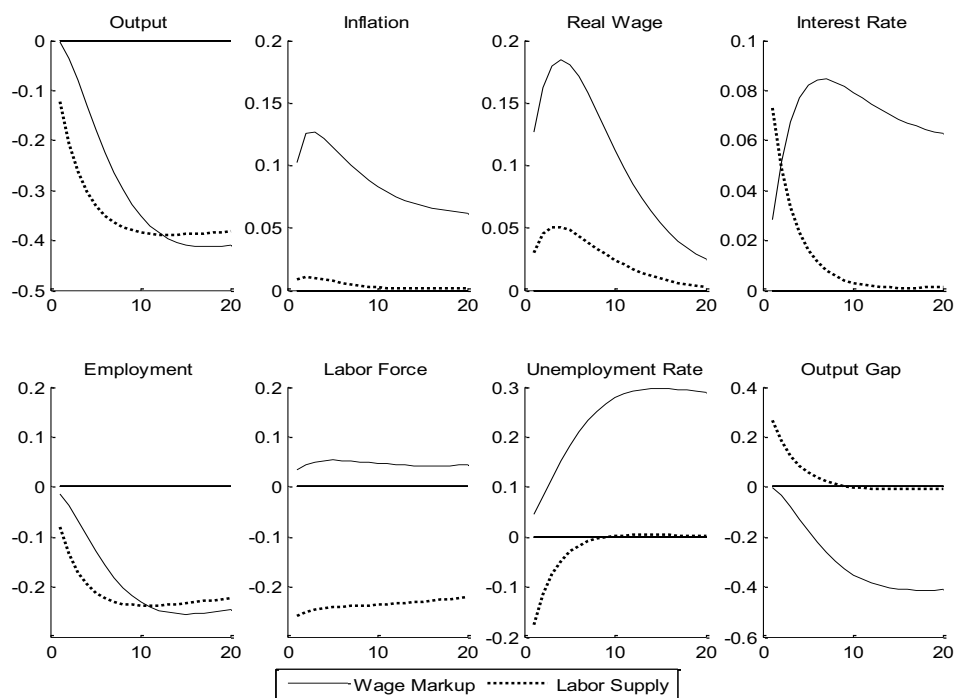 Output Inflation Real Wage Interest Rate
0 0.2 0.2 0.1
-0.1 0.15 0.15 0.08
-0.2 0.06
-0.3 0.1 0.1 0.04
-0.4 0.05 0.05 0.02
-0.5 0 0 0
0 10 20 0 10 20 0 10 20 0 10 20
Employment Labor Force Unemployment Rate Output Gap
0.2 0.2 0.3 0.4
0.1 0.1 0.2 0.2
0 0 0.1 0
-0.1 -0.1 0 -0.2
-0.2 -0.2 -0.1 -0.4
-0.2 -0.6
0 10 20 0 10 20 0 10 20 0 10 20
Wage Markup Labor Supply